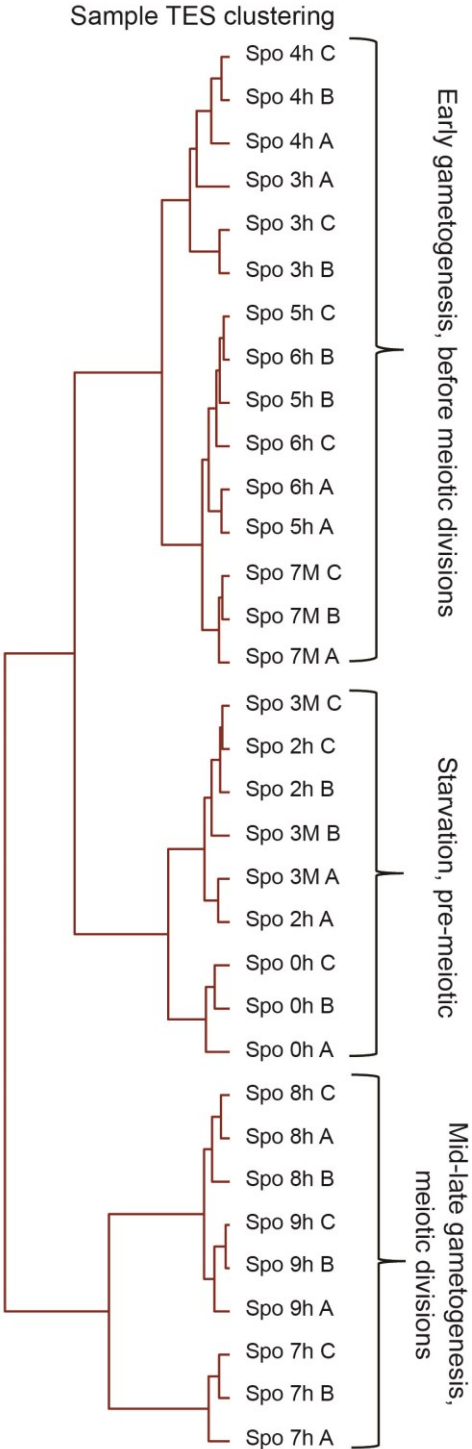 Sample TES clustering
Spo 4h C
Spo 4h B
Spo 4h A
Spo 3h A
Spo 3h C
Spo 3h B
Spo 5h C
Spo 6h B
Spo 5h B
Spo 6h C
Spo 6h A
Spo 5h A
Spo 7M C
Spo 7M B
Spo 7M A
Early gametogenesis, before meiotic divisions
Spo 3M C
Spo 2h C
Spo 2h B
Spo 3M B
Spo 3M A
Spo 2h A
Spo 0h C
Spo 0h B
Spo 0h A
Starvation, pre-meiotic
Spo 8h C
Spo 8h A
Spo 8h B
Spo 9h C
Spo 9h B
Spo 9h A
Spo 7h C
Spo 7h B
Spo 7h A
Mid-late gametogenesis,
meiotic divisions